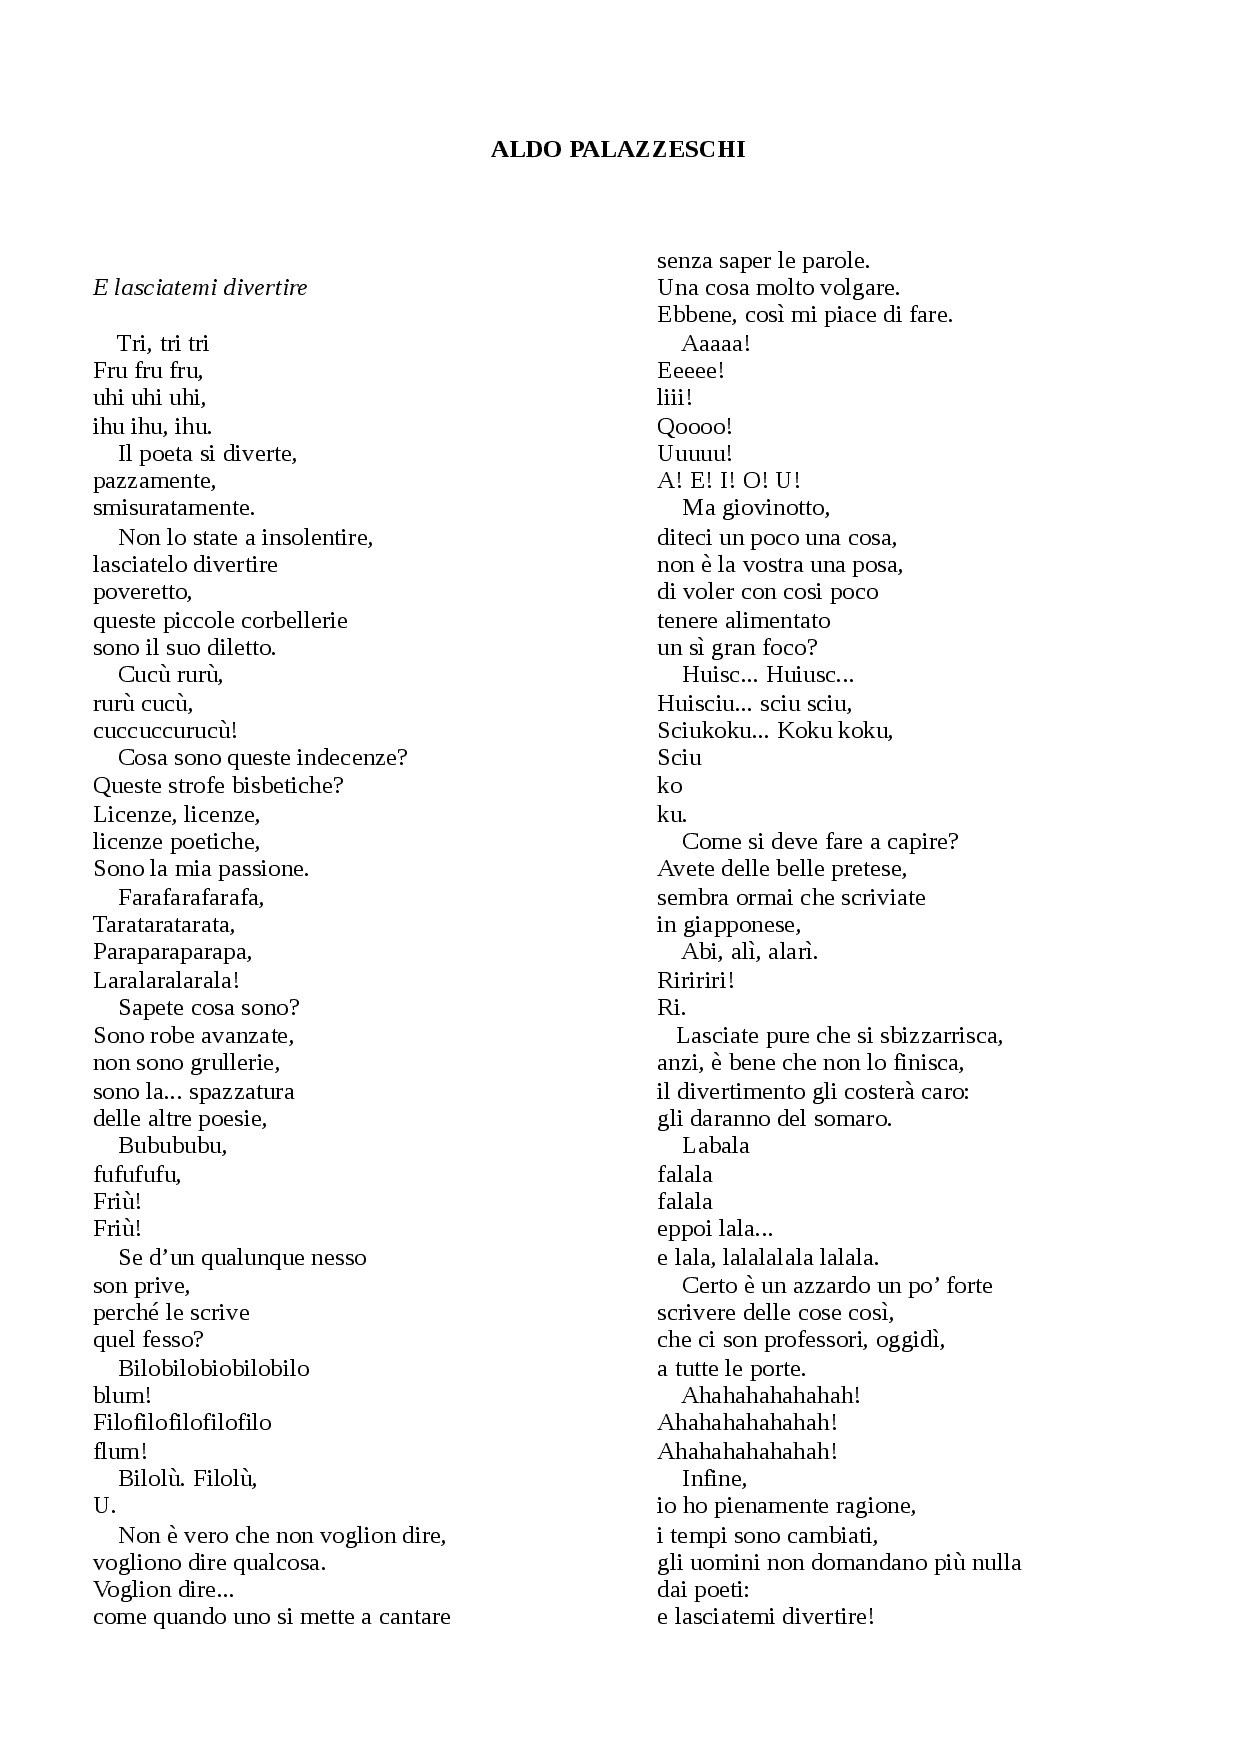 ALDO PALAZZESCHI
E lasciatemi divertire
Tri, tri tri
Fru fru fru,
uhi uhi uhi,
ihu ihu, ihu.
Il poeta si diverte,
pazzamente,
smisuratamente.
Non lo state a insolentire,
lasciatelo divertire
poveretto,
queste piccole corbellerie
sono il suo diletto.
Cucù rurù,
rurù cucù,
cuccuccurucù!
Cosa sono queste indecenze?
Queste strofe bisbetiche?
Licenze, licenze,
licenze poetiche,
Sono la mia passione.
Farafarafarafa,
Tarataratarata,
Paraparaparapa,
Laralaralarala!
Sapete cosa sono?
Sono robe avanzate,
non sono grullerie,
sono la... spazzatura
delle altre poesie,
Bubububu,
fufufufu,
Friù!
Friù!
Se d’un qualunque nesso
son prive,
perché le scrive
quel fesso?
Bilobilobiobilobilo
blum!
Filofilofilofilofilo
flum!
Bilolù. Filolù,
U.
Non è vero che non voglion dire,
vogliono dire qualcosa.
Voglion dire...
come quando uno si mette a cantare
senza saper le parole.
Una cosa molto volgare.
Ebbene, così mi piace di fare.
Aaaaa!
Eeeee!
liii!
Qoooo!
Uuuuu!
A! E! I! O! U!
Ma giovinotto,
diteci un poco una cosa,
non è la vostra una posa,
di voler con cosi poco
tenere alimentato
un sì gran foco?
Huisc... Huiusc...
Huisciu... sciu sciu,
Sciukoku... Koku koku,
Sciu
ko
ku.
Come si deve fare a capire?
Avete delle belle pretese,
sembra ormai che scriviate
in giapponese,
Abi, alì, alarì.
Riririri!
Ri.
Lasciate pure che si sbizzarrisca,
anzi, è bene che non lo finisca,
il divertimento gli costerà caro:
gli daranno del somaro.
Labala
falala
falala
eppoi lala...
e lala, lalalalala lalala.
Certo è un azzardo un po’ forte
scrivere delle cose così,
che ci son professori, oggidì,
a tutte le porte.
Ahahahahahahah!
Ahahahahahahah!
Ahahahahahahah!
Infine,
io ho pienamente ragione,
i tempi sono cambiati,
gli uomini non domandano più nulla
dai poeti:
e lasciatemi divertire!